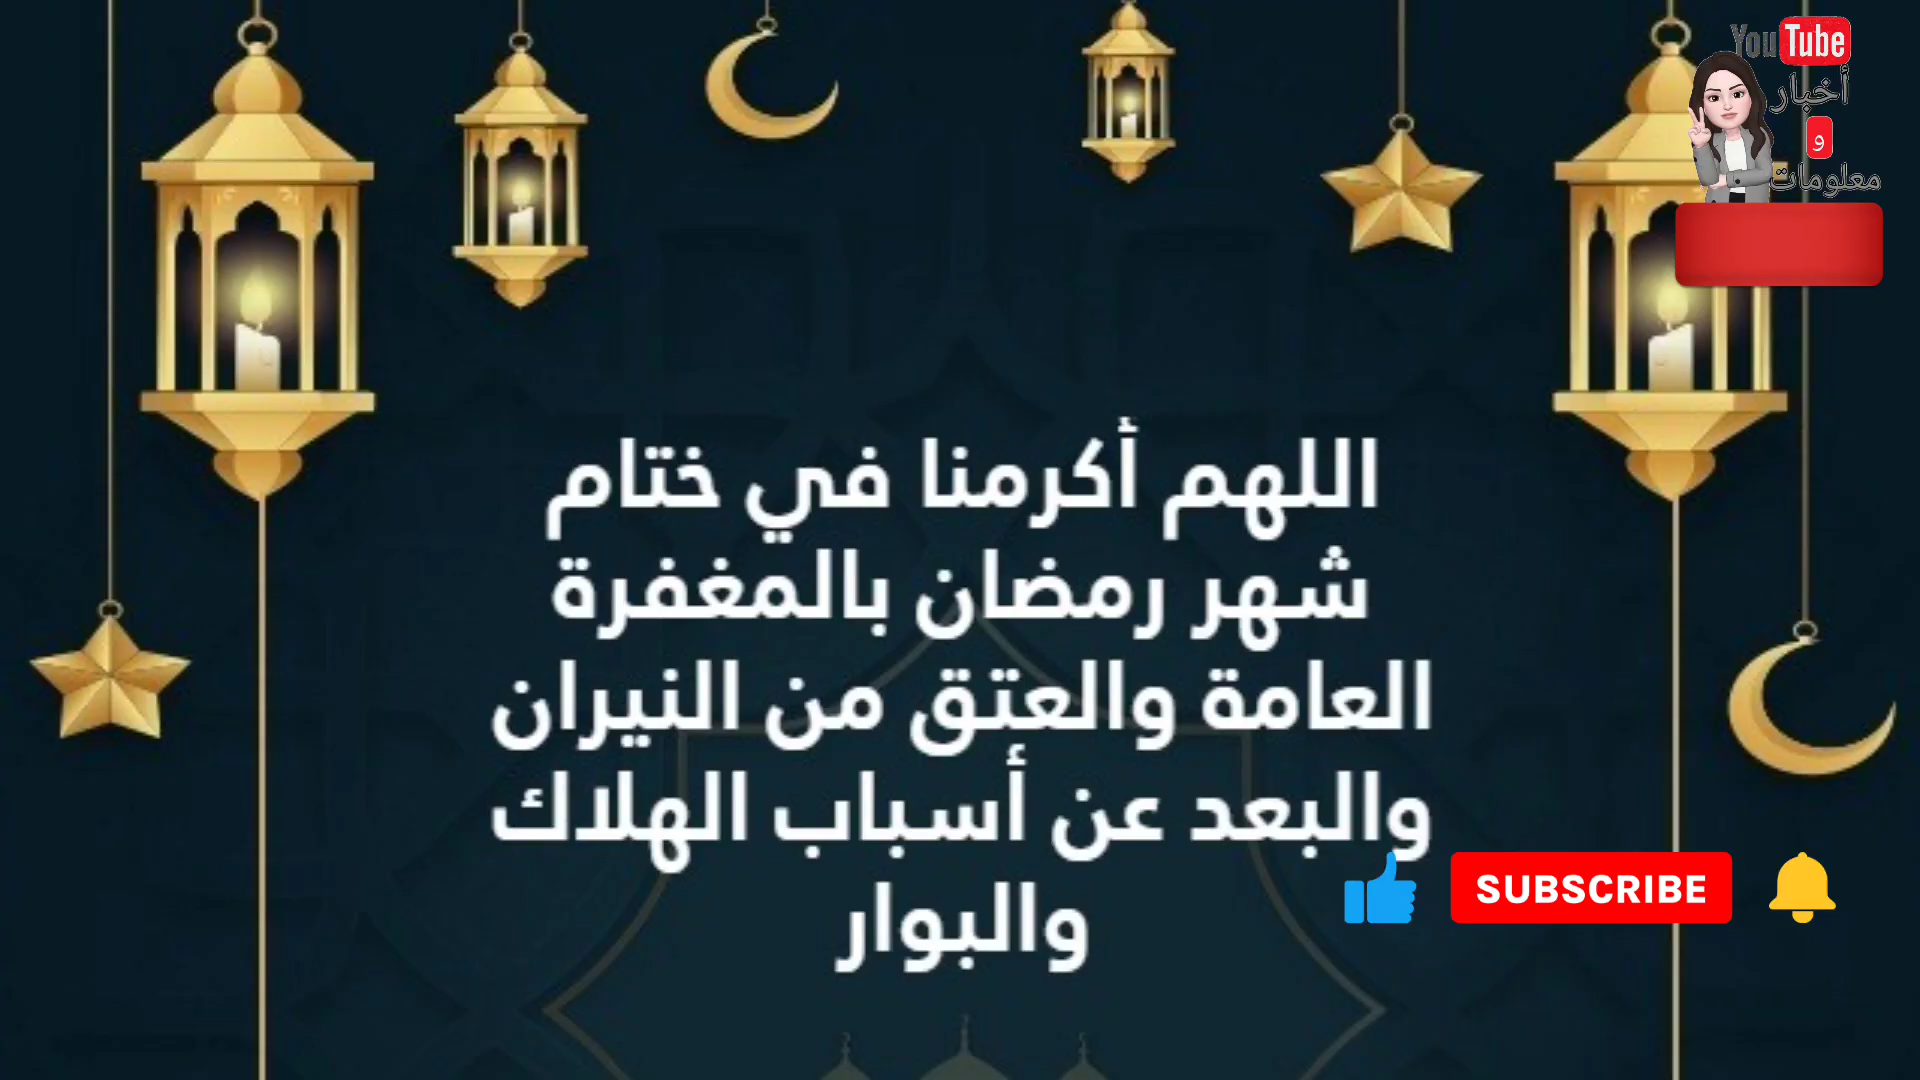 YouTube
أخبار
و
معلومات
اللهم أكرمنا في ختام
شهر رمضان بالمغفرة
العامة والعتق من النيران
والبعد عن أسباب الهلاك
والبوار
SUBSCRIBE